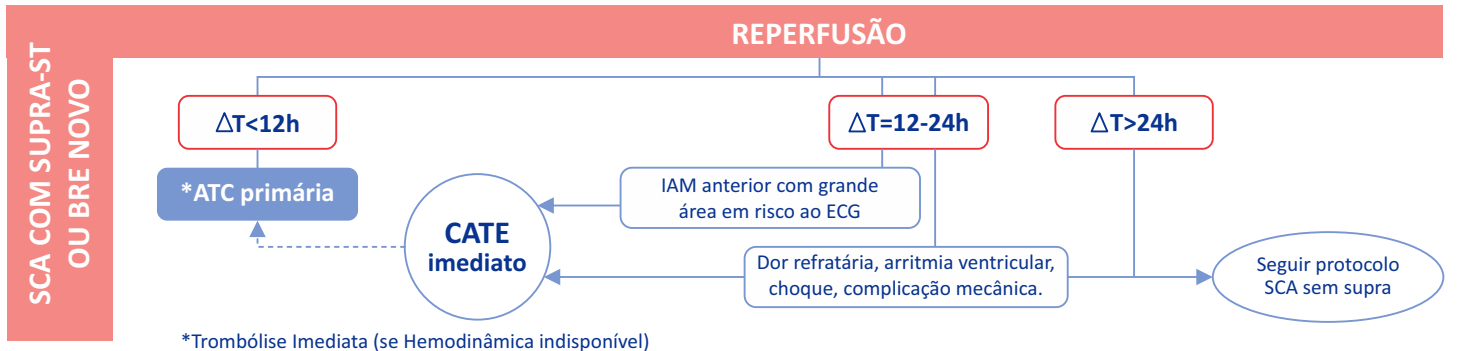 REPERFUSÃO
SCA COM SUPRA-ST
OU BRE NOVO
△T<12h
△T=12-24h
△T>24h
*ATC primária
IAM anterior com grande
área em risco ao ECG
CATE
imediato
Dor refratária, arritmia ventricular,
choque, complicação mecânica.
Seguir protocolo
SCA sem supra
*Trombólise Imediata (se Hemodinâmica indisponível)